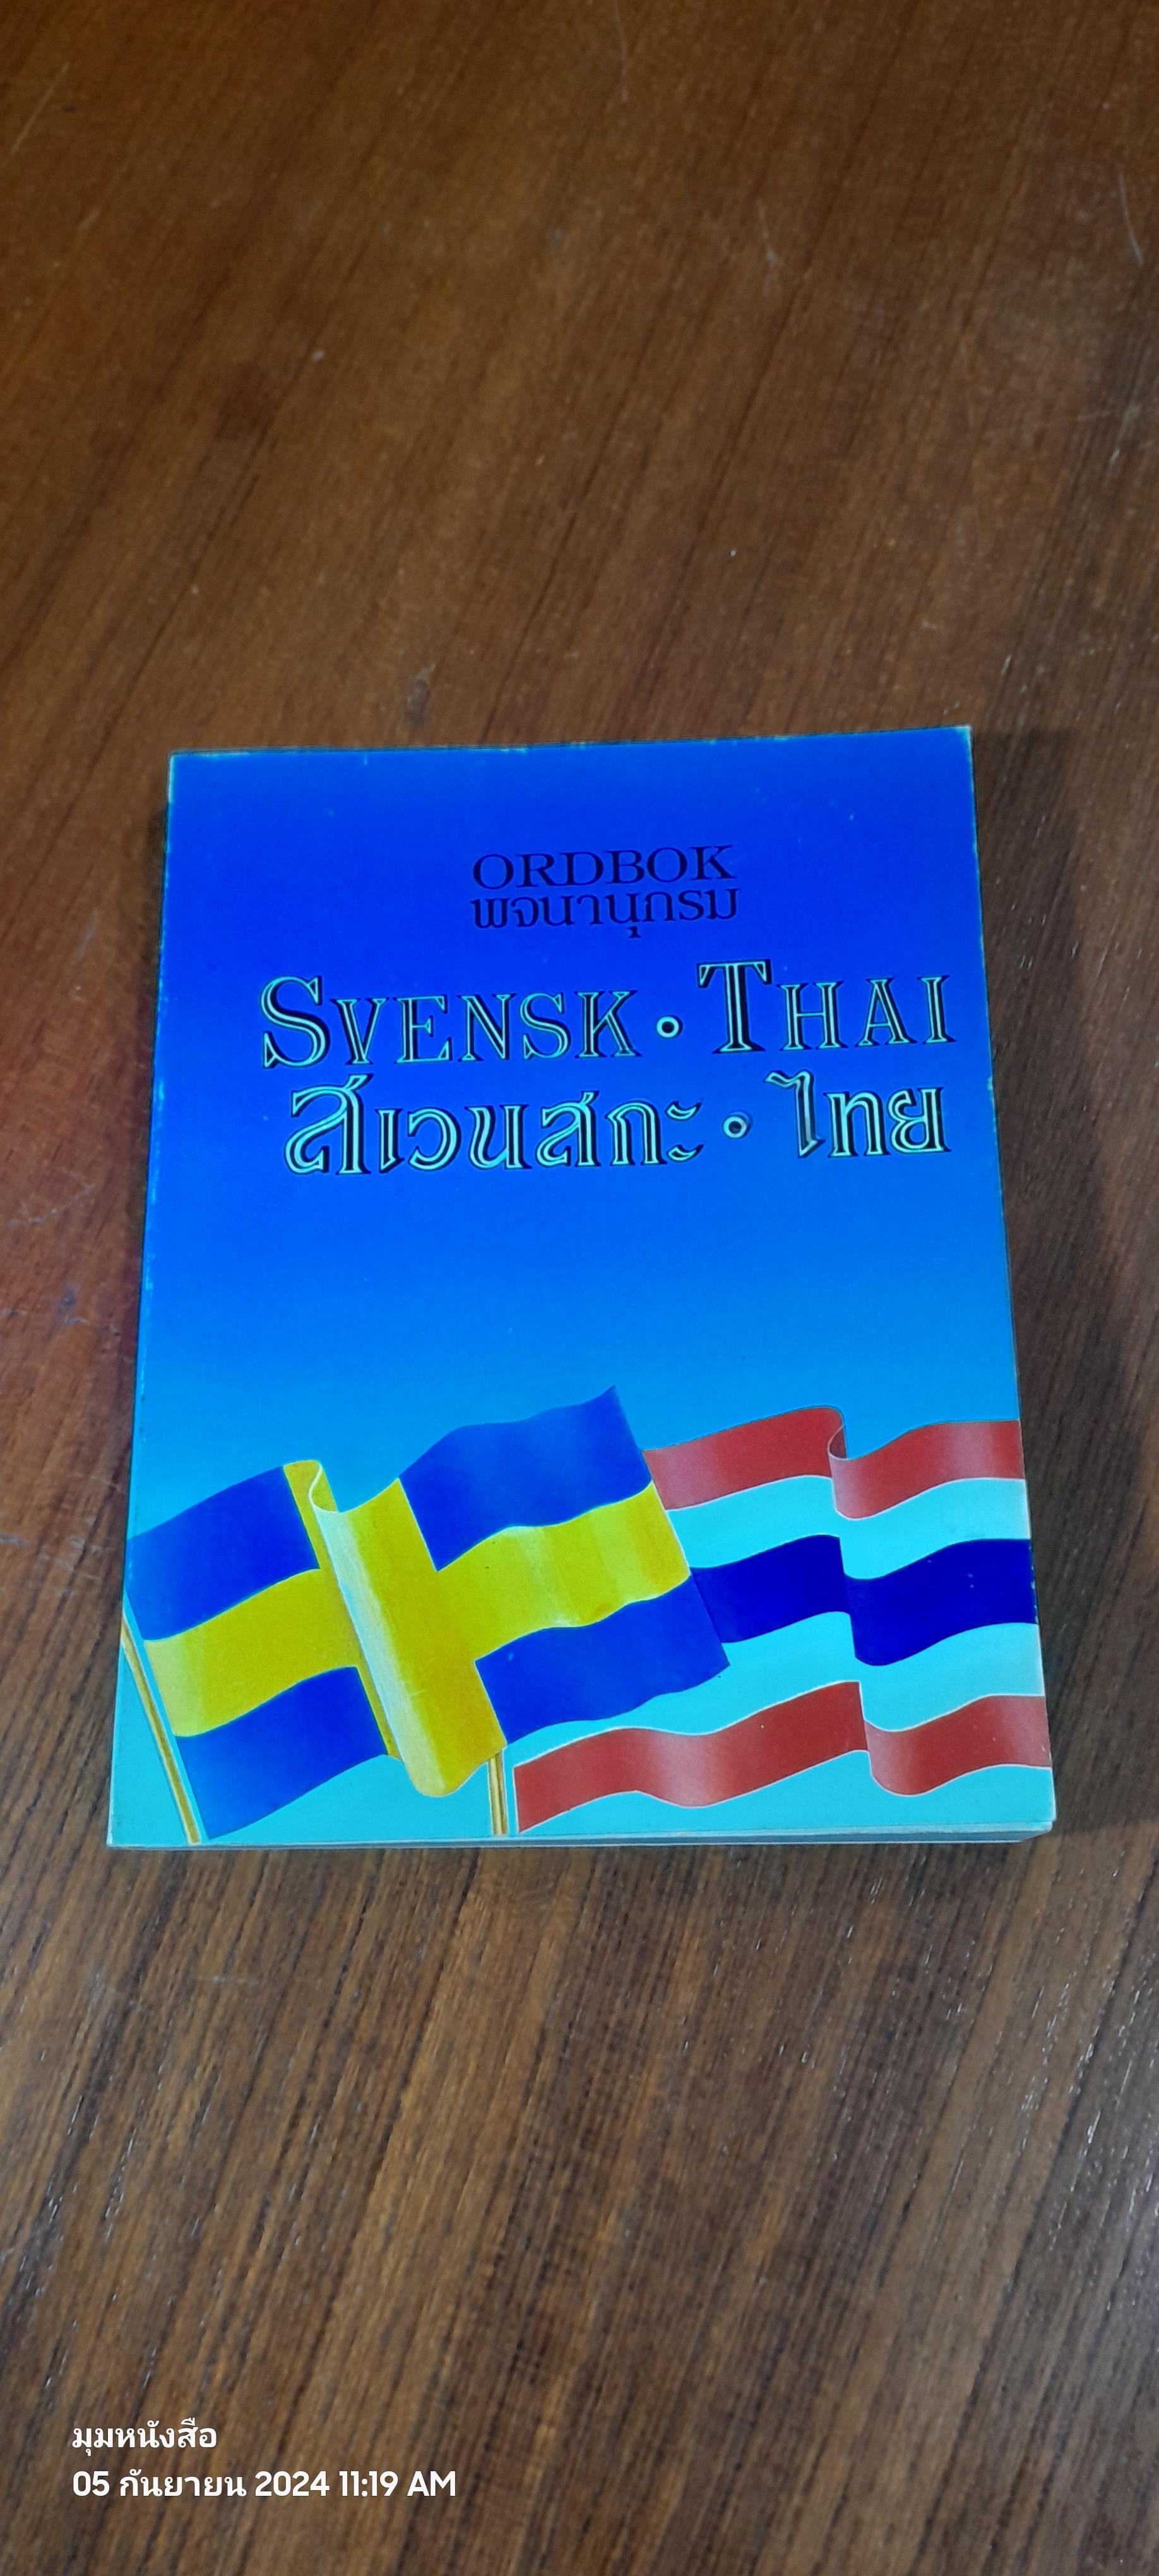 ORDBOK
พจนานุกรม
SVENSK • THAI
สเวนสกะ • ไทย
มุมหนังสือ
05 กันยายน 2024 11:19 AM